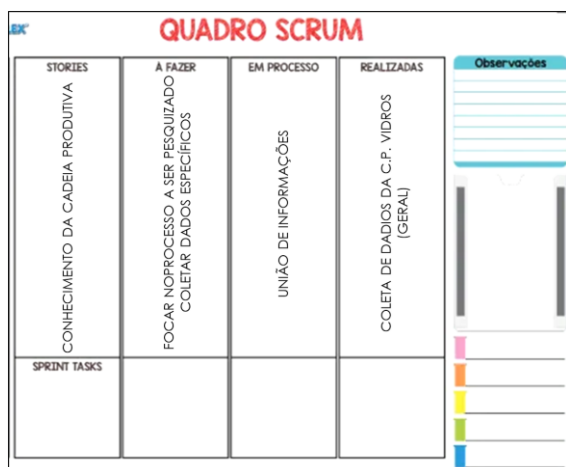 LEX®
QUADRO SCRUM
STORIES
A FAZER
EM PROCESSO
REALIZADAS
Observações
CONHECIMENTO DA CADEIA PRODUTIVA
FOCAR NOPROCESSO A SER PESQUIZADO
COLETAR DADOS ESPECÍFICOS
UNIÃO DE INFORMAÇÕES
COLETA DE DADIOS DA C.P. VIDROS
(GERAL)
SPRINT TASKS